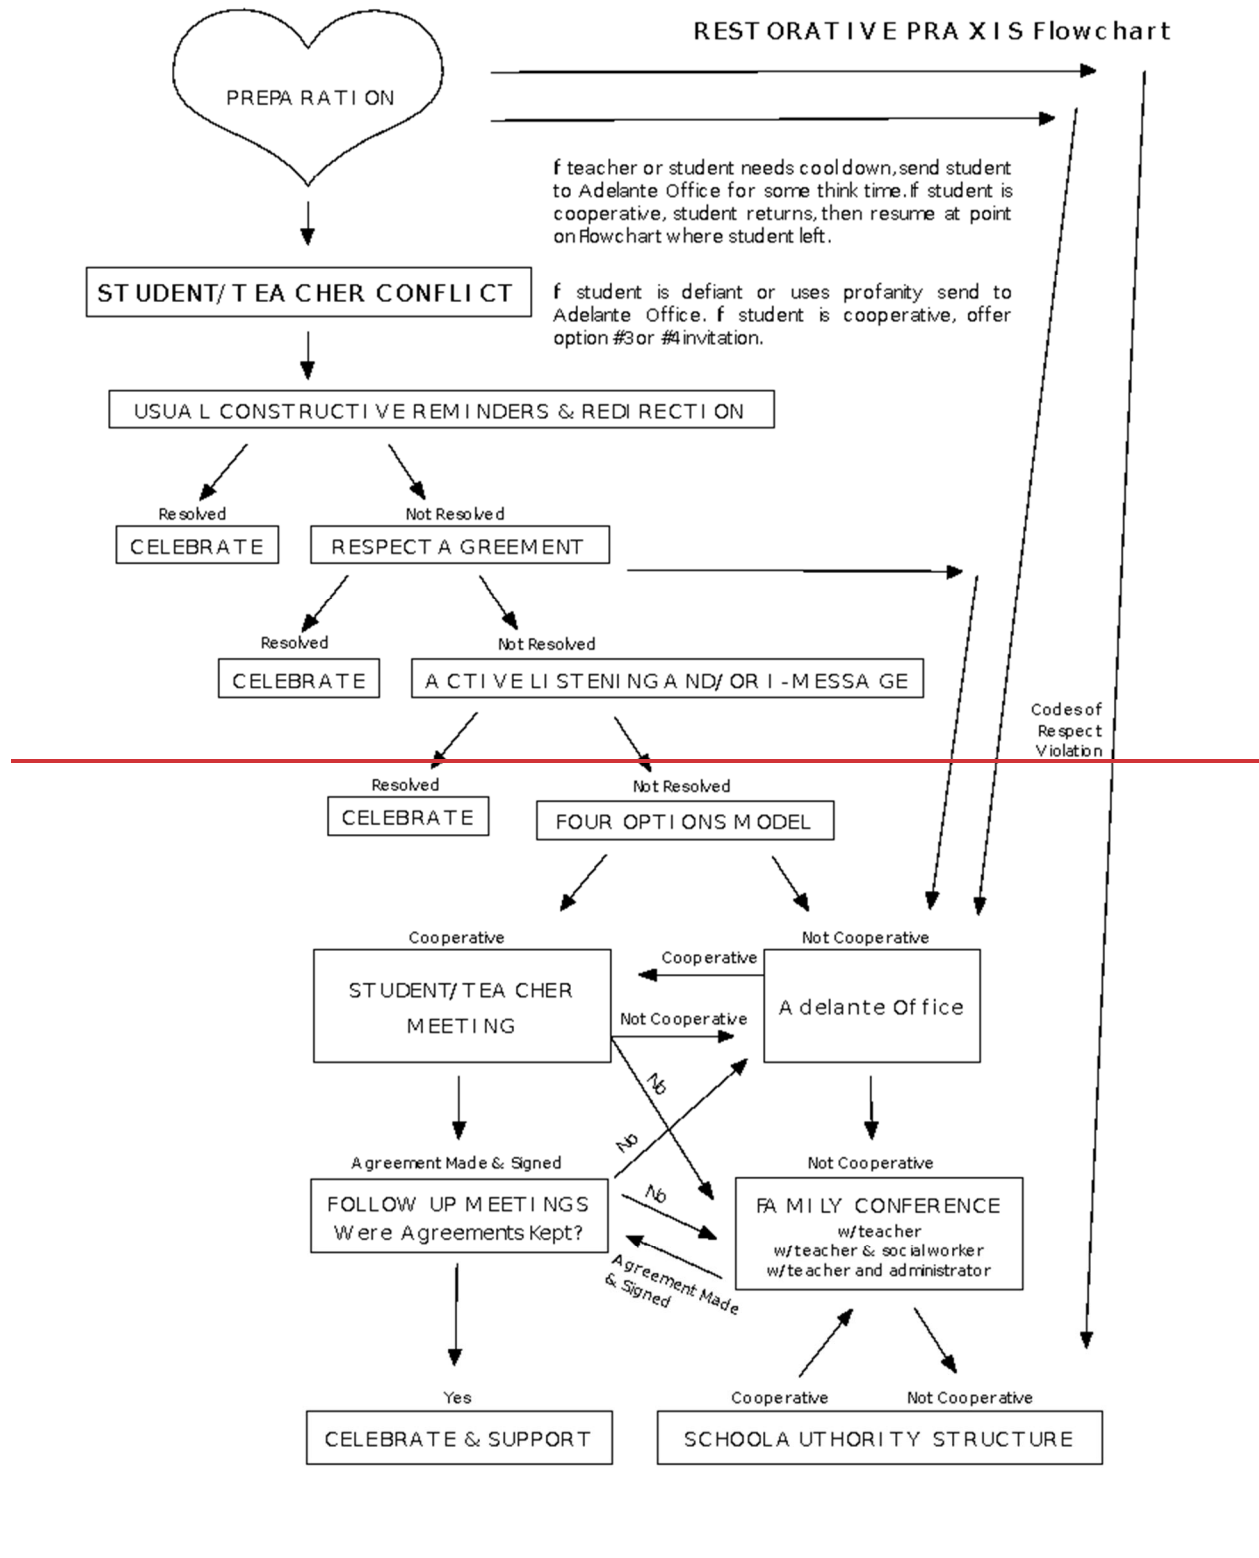 RESTORATIVE PRAXIS Flowchart
PREPARATION
f teacher or student needs cool down, send student
to Adelante Office for some think time. If student is
cooperative, student returns, then resume at point
on Flowchart where student left.
STUDENT/TEACHER CONFLICT
f student is defiant or uses profanity send to
Adelante Office. f student is cooperative, offer
option #3 or #4 invitation.
USUAL CONSTRUCTIVE REMINDERS & REDIRECTION
Resolved
Not Resolved
CELEBRATE
RESPECT AGREEMENT
Resolved
Not Resolved
CELEBRATE
ACTIVE LISTENING AND/OR I-MESSAGE
Codes of
Respect
Violation
Resolved
Not Resolved
CELEBRATE
FOUR OPTIONS MODEL
Cooperative
Not Cooperative
STUDENT/TEACHER
MEETING
Cooperative
Not Cooperative
Adelante Office
No
No
Agreement Made & Signed
Not Cooperative
FOLLOW UP MEETINGS
Were Agreements Kept?
No
FAMILY CONFERENCE
w/teacher
w/teacher & social worker
w/teacher and administrator
Agreement Made
& Signed
Yes
Cooperative
Not Cooperative
CELEBRATE & SUPPORT
SCHOOL AUTHORITY STRUCTURE